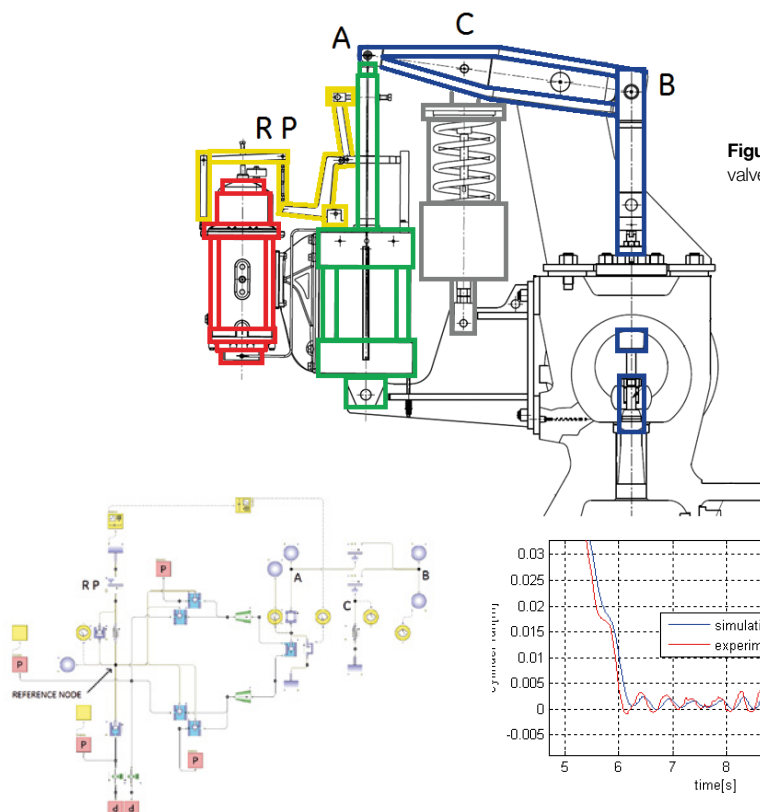 A
C
B
R P
Figu
valve
R P
P
A
B
C
P
REFERENCE NODE
P
P
d
d
P
0.03
0.025
0.02
0.015
0.01
0.005
0
-0.005
simulati
experim
5
6
7
8
time[s]